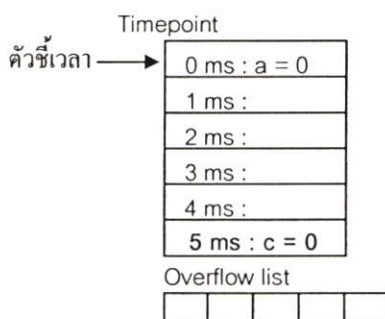 Timepoint
ตัวชี้เวลา
0 ms : a = 0
1 ms :
2 ms :
3 ms :
4 ms :
5 ms : c = 0
Overflow list